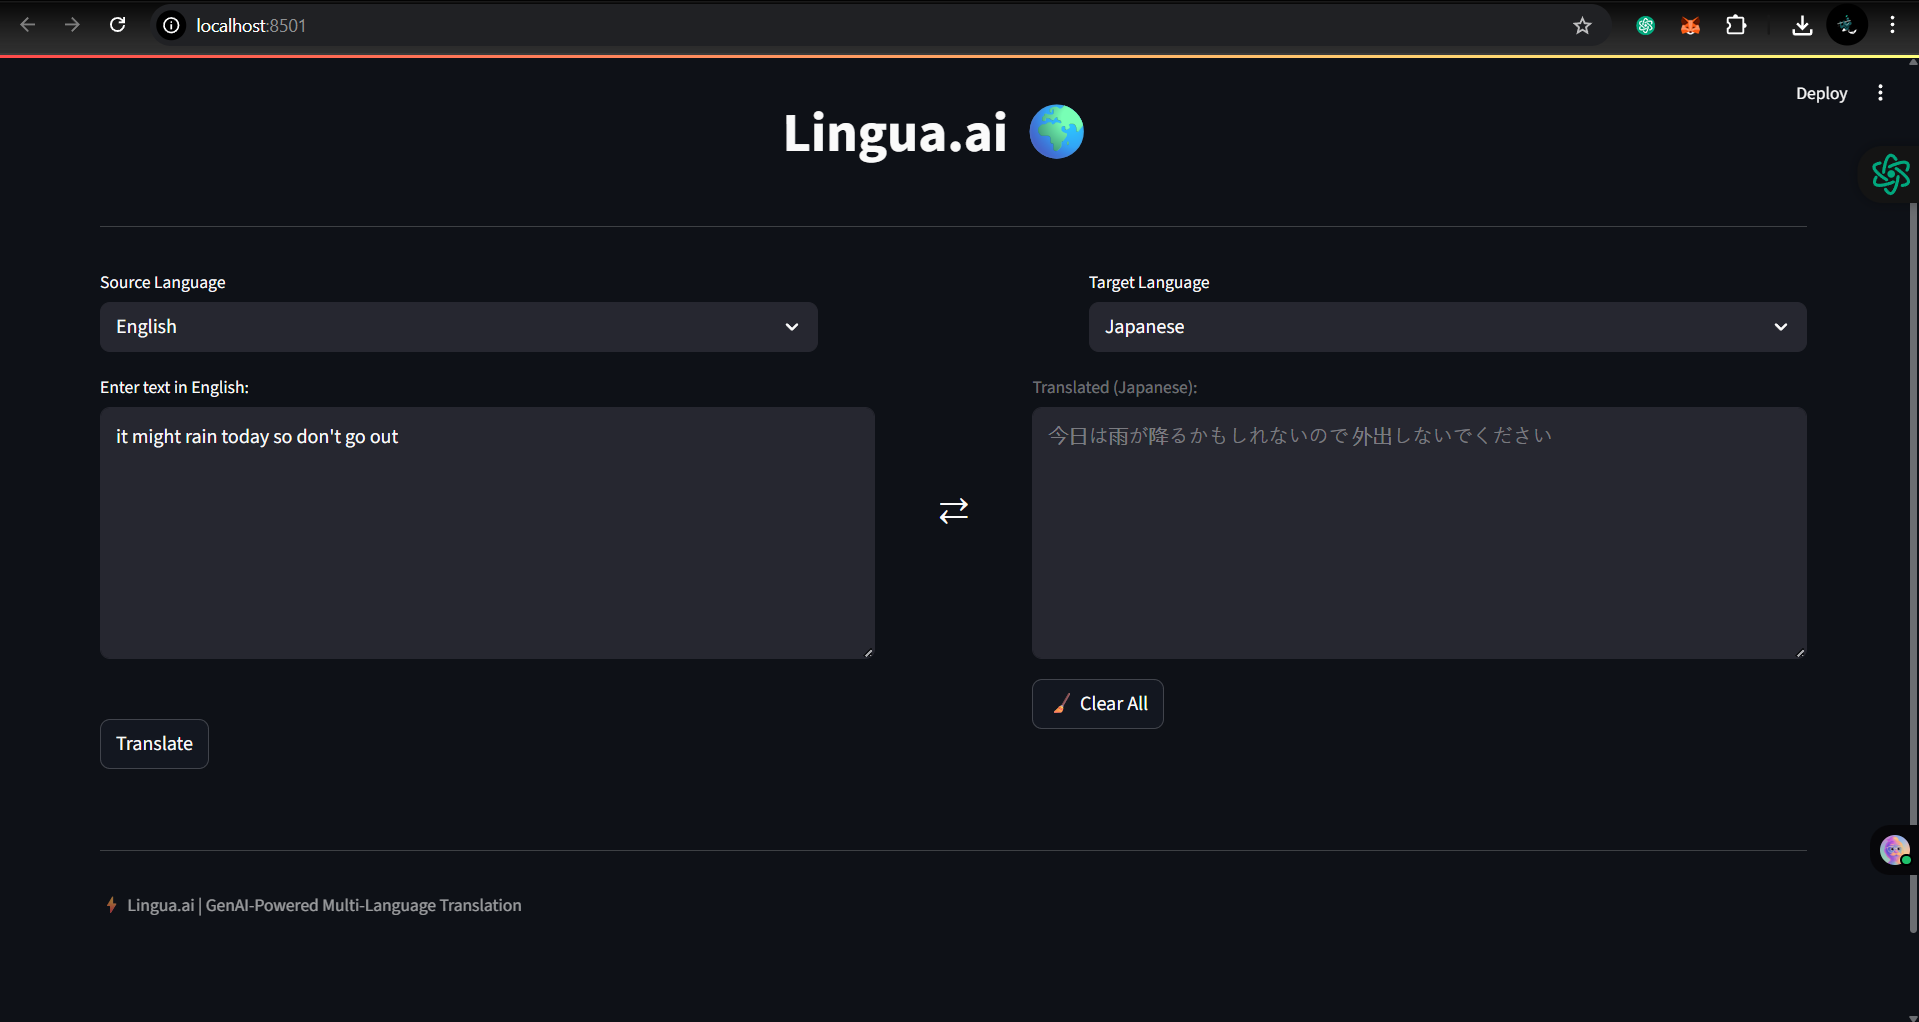 localhost:8501
Deploy
Lingua.ai
Source Language
English
Target Language
Japanese
Enter text in English:
it might rain today so don't go out
Translated (Japanese):
今日は雨が降るかもしれないので外出しないでください
Clear All
Translate
Lingua.ai | GenAI-Powered Multi-Language Translation